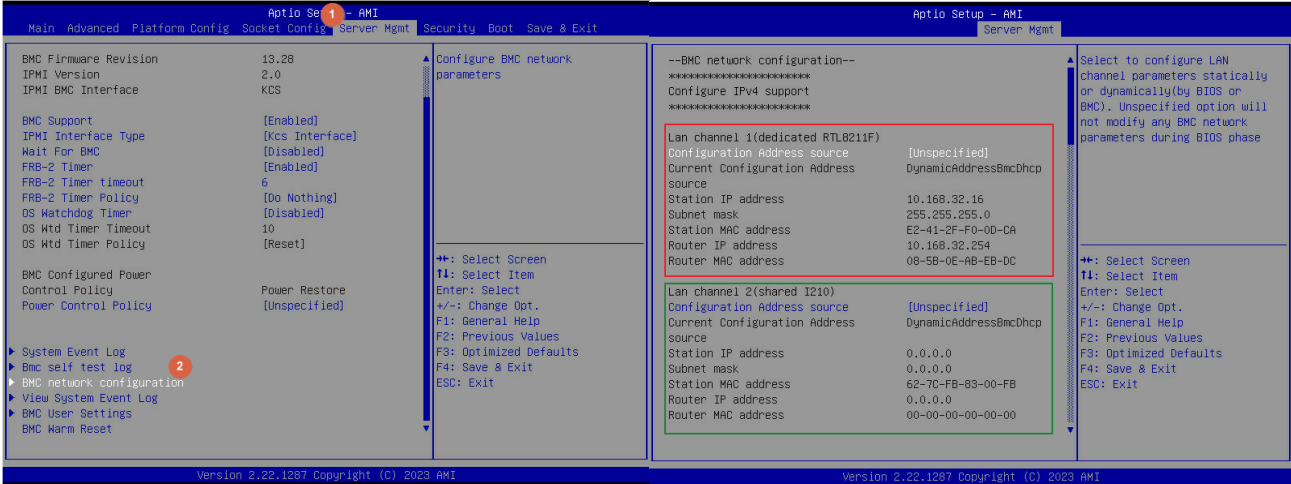 Aptio Se 1 - AMI
Main Advanced Platform Config Socket Config Server Mgmt Security Boot Save & Exit
BMC Firmware Revision 13.28
IPMI Version 2.0
IPMI BMC Interface KCS
BMC Support [Enabled]
IPMI Interface Type [Kcs Interface]
Wait For BMC [Disabled]
FRB-2 Timer [Enabled]
FRB-2 Timer timeout 6
FRB-2 Timer Policy [Do Nothing]
OS Watchdog Timer [Disabled]
OS Wtd Timer Timeout 10
OS Wtd Timer Policy [Reset]
BMC Configured Power
Control Policy Power Restore
Power Control Policy [Unspecified]
System Event Log
Bmc self test log 2
BMC network configuration
View System Event Log
BMC User Settings
BMC Warm Reset
Configure BMC network
parameters
→←: Select Screen
↑↓: Select Item
Enter: Select
+/-: Change Opt.
F1: General Help
F2: Previous Values
F3: Optimized Defaults
F4: Save & Exit
ESC: Exit
Version 2.22.1287 Copyright (C) 2023 AMI
Aptio Setup - AMI
Server Mgmt
--BMC network configuration--
***********************
Configure IPv4 support
***********************
Lan channel 1(dedicated RTL8211F)
Configuration Address source [Unspecified]
Current Configuration Address DynamicAddressBmcDhcp
source
Station IP address 10.168.32.16
Subnet mask 255.255.255.0
Station MAC address E2-41-2F-F0-0D-CA
Router IP address 10.168.32.254
Router MAC address 08-5B-0E-AB-EB-DC
Lan channel 2(shared I210)
Configuration Address source [Unspecified]
Current Configuration Address DynamicAddressBmcDhcp
source
Station IP address 0.0.0.0
Subnet mask 0.0.0.0
Station MAC address 62-7C-FB-83-00-FB
Router IP address 0.0.0.0
Router MAC address 00-00-00-00-00-00
Select to configure LAN
channel parameters statically
or dynamically(by BIOS or
BMC). Unspecified option will
not modify any BMC network
parameters during BIOS phase
→←: Select Screen
↑↓: Select Item
Enter: Select
+/-: Change Opt.
F1: General Help
F2: Previous Values
F3: Optimized Defaults
F4: Save & Exit
ESC: Exit
Version 2.22.1287 Copyright (C) 2023 AMI